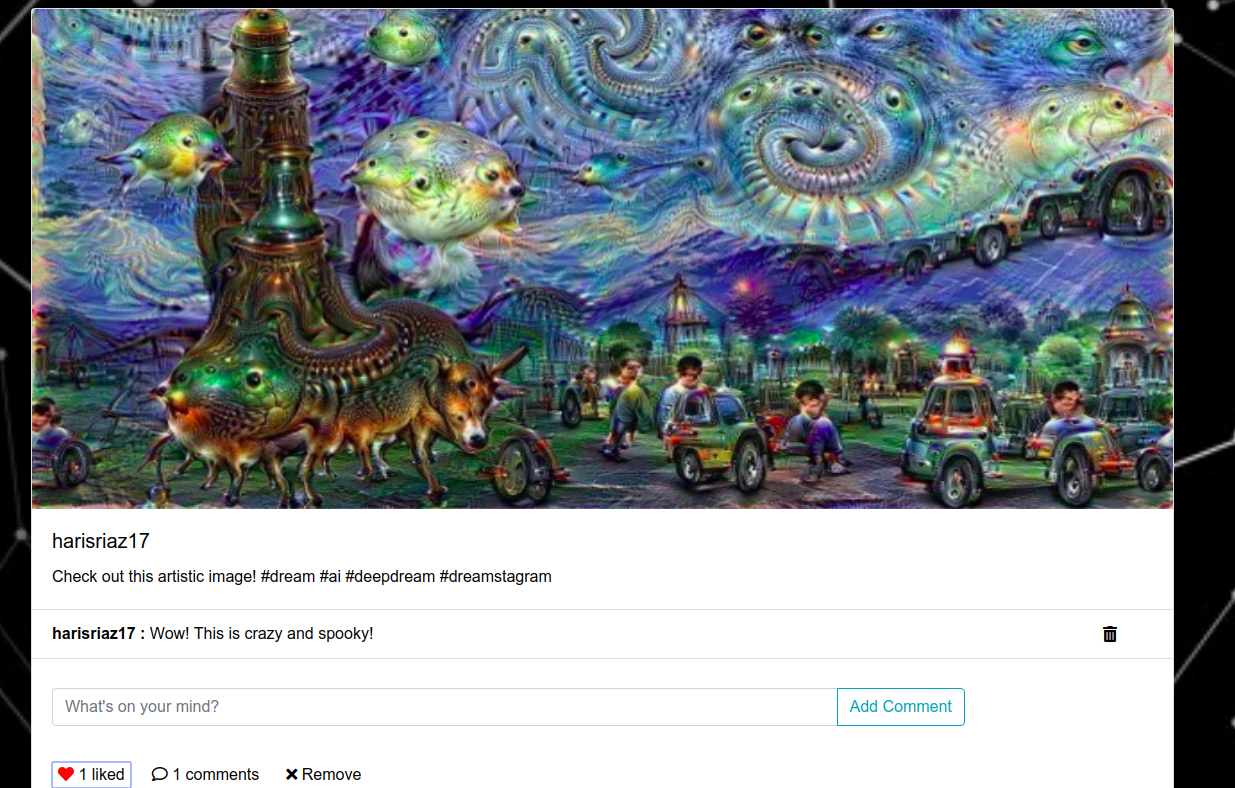 harisriaz17
Check out this artistic image! #dream #ai #deepdream #dreamstagram
harisriaz17 : Wow! This is crazy and spooky!
What's on your mind? Add Comment
1 liked 1 comments Remove